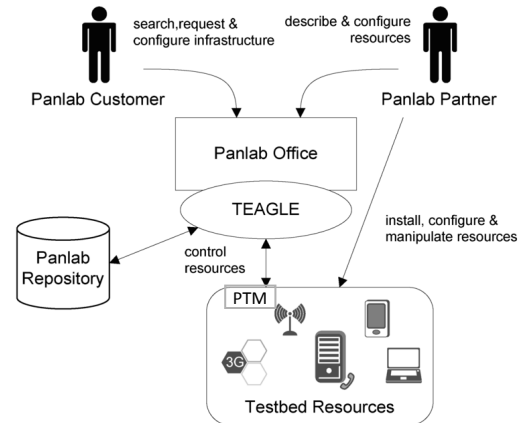 search,request &
configure infrastructure
describe & configure
resources
Panlab Customer
Panlab Partner
Panlab Office
TEAGLE
Panlab
Repository
control
resources
install, configure &
manipulate resources
PTM
3G
Testbed Resources